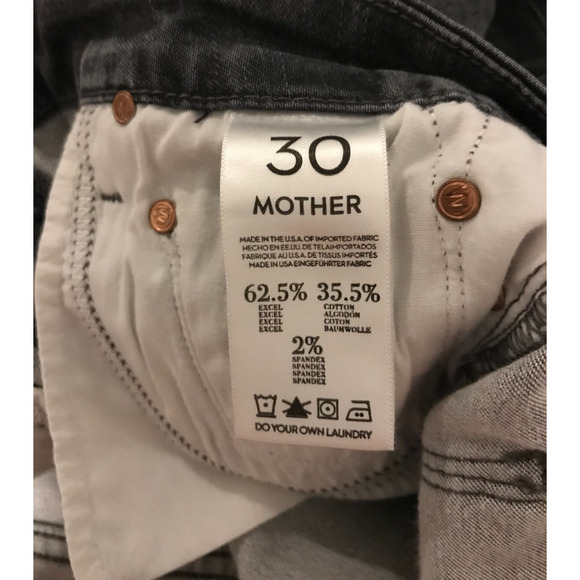 30
MOTHER
MADE IN THE U.S.A. OF IMPORTED FABRIC
HECHO EN EE.UU. DE TELA IMPORTADOS
FABRIQUE AU U.S.A. DE TISSUS IMPORTÉS
MADE IN USA EINGEFÜHRTER FABRIC
62.5% 35.5%
EXCEL COTTON
EXCEL ALGODÓN
EXCEL COTON
EXCEL BAUMWOLLE
2%
SPANDEX
SPANDEX
SPANDEX
SPANDEX
DO YOUR OWN LAUNDRY